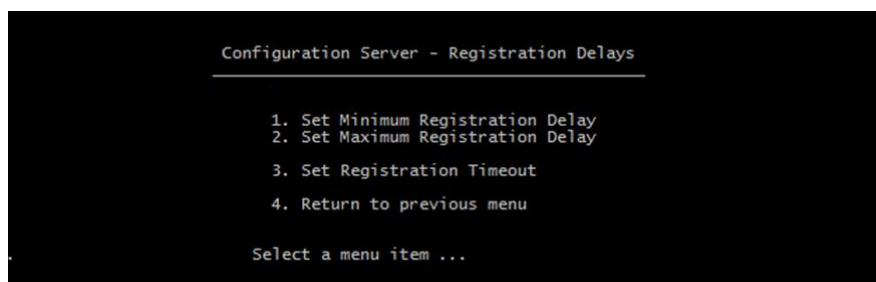 Configuration Server - Registration Delays
1. Set Minimum Registration Delay
2. Set Maximum Registration Delay
3. Set Registration Timeout
4. Return to previous menu
Select a menu item ...